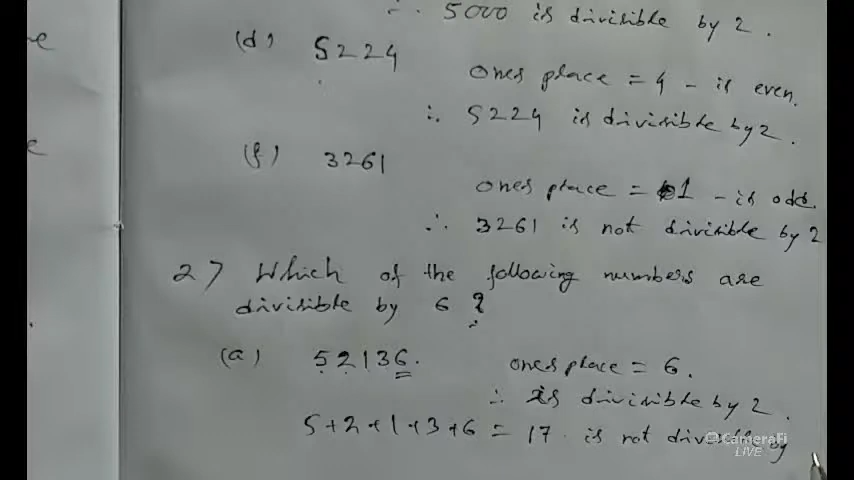 ∴ 5000 is divisible by 2.
(d) 5224
Ones place = 4 - is even.
∴ 5224 is divisible by 2.
(f) 3261
ones place = 1 - is odd.
∴ 3261 is not divisible by 2
2) Which of the following numbers are
divisible by 6 ?
(a) 52136.
ones place = 6.
∴ is divisible by 2.
5+2+1+3+6 = 17. is not divisible by
CameraFi
LIVE